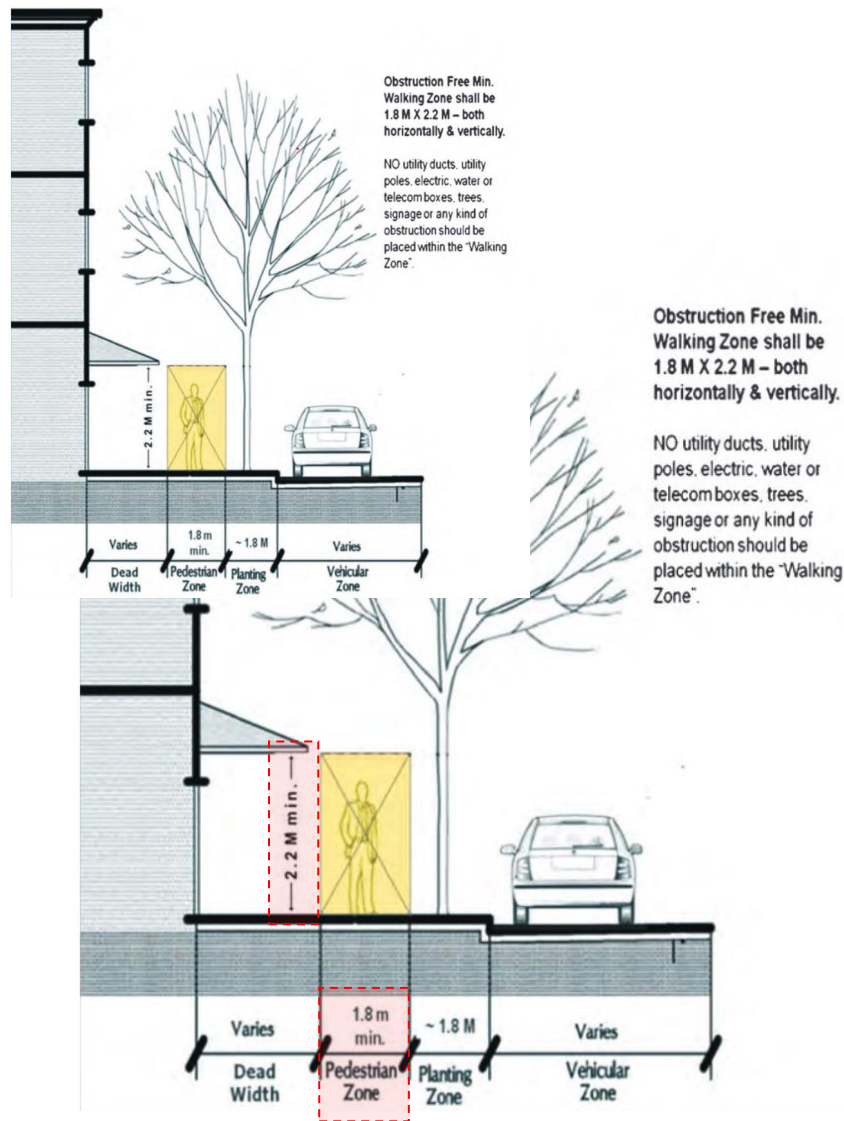 Obstruction Free Min.
Walking Zone shall be
1.8 M X 2.2 M – both
horizontally & vertically.
NO utility ducts, utility
poles, electric, water or
telecom boxes, trees,
signage or any kind of
obstruction should be
placed within the "Walking
Zone".
2.2 M min.
Varies
1.8 m
min.
~ 1.8 M
Varies
Dead
Width
Pedestrian
Zone
Planting
Zone
Vehicular
Zone
Obstruction Free Min.
Walking Zone shall be
1.8 M X 2.2 M – both
horizontally & vertically.
NO utility ducts, utility
poles, electric, water or
telecom boxes, trees,
signage or any kind of
obstruction should be
placed within the "Walking
Zone".
2.2 M min.
Varies
1.8 m
min.
~ 1.8 M
Varies
Dead
Width
Pedestrian
Zone
Planting
Zone
Vehicular
Zone